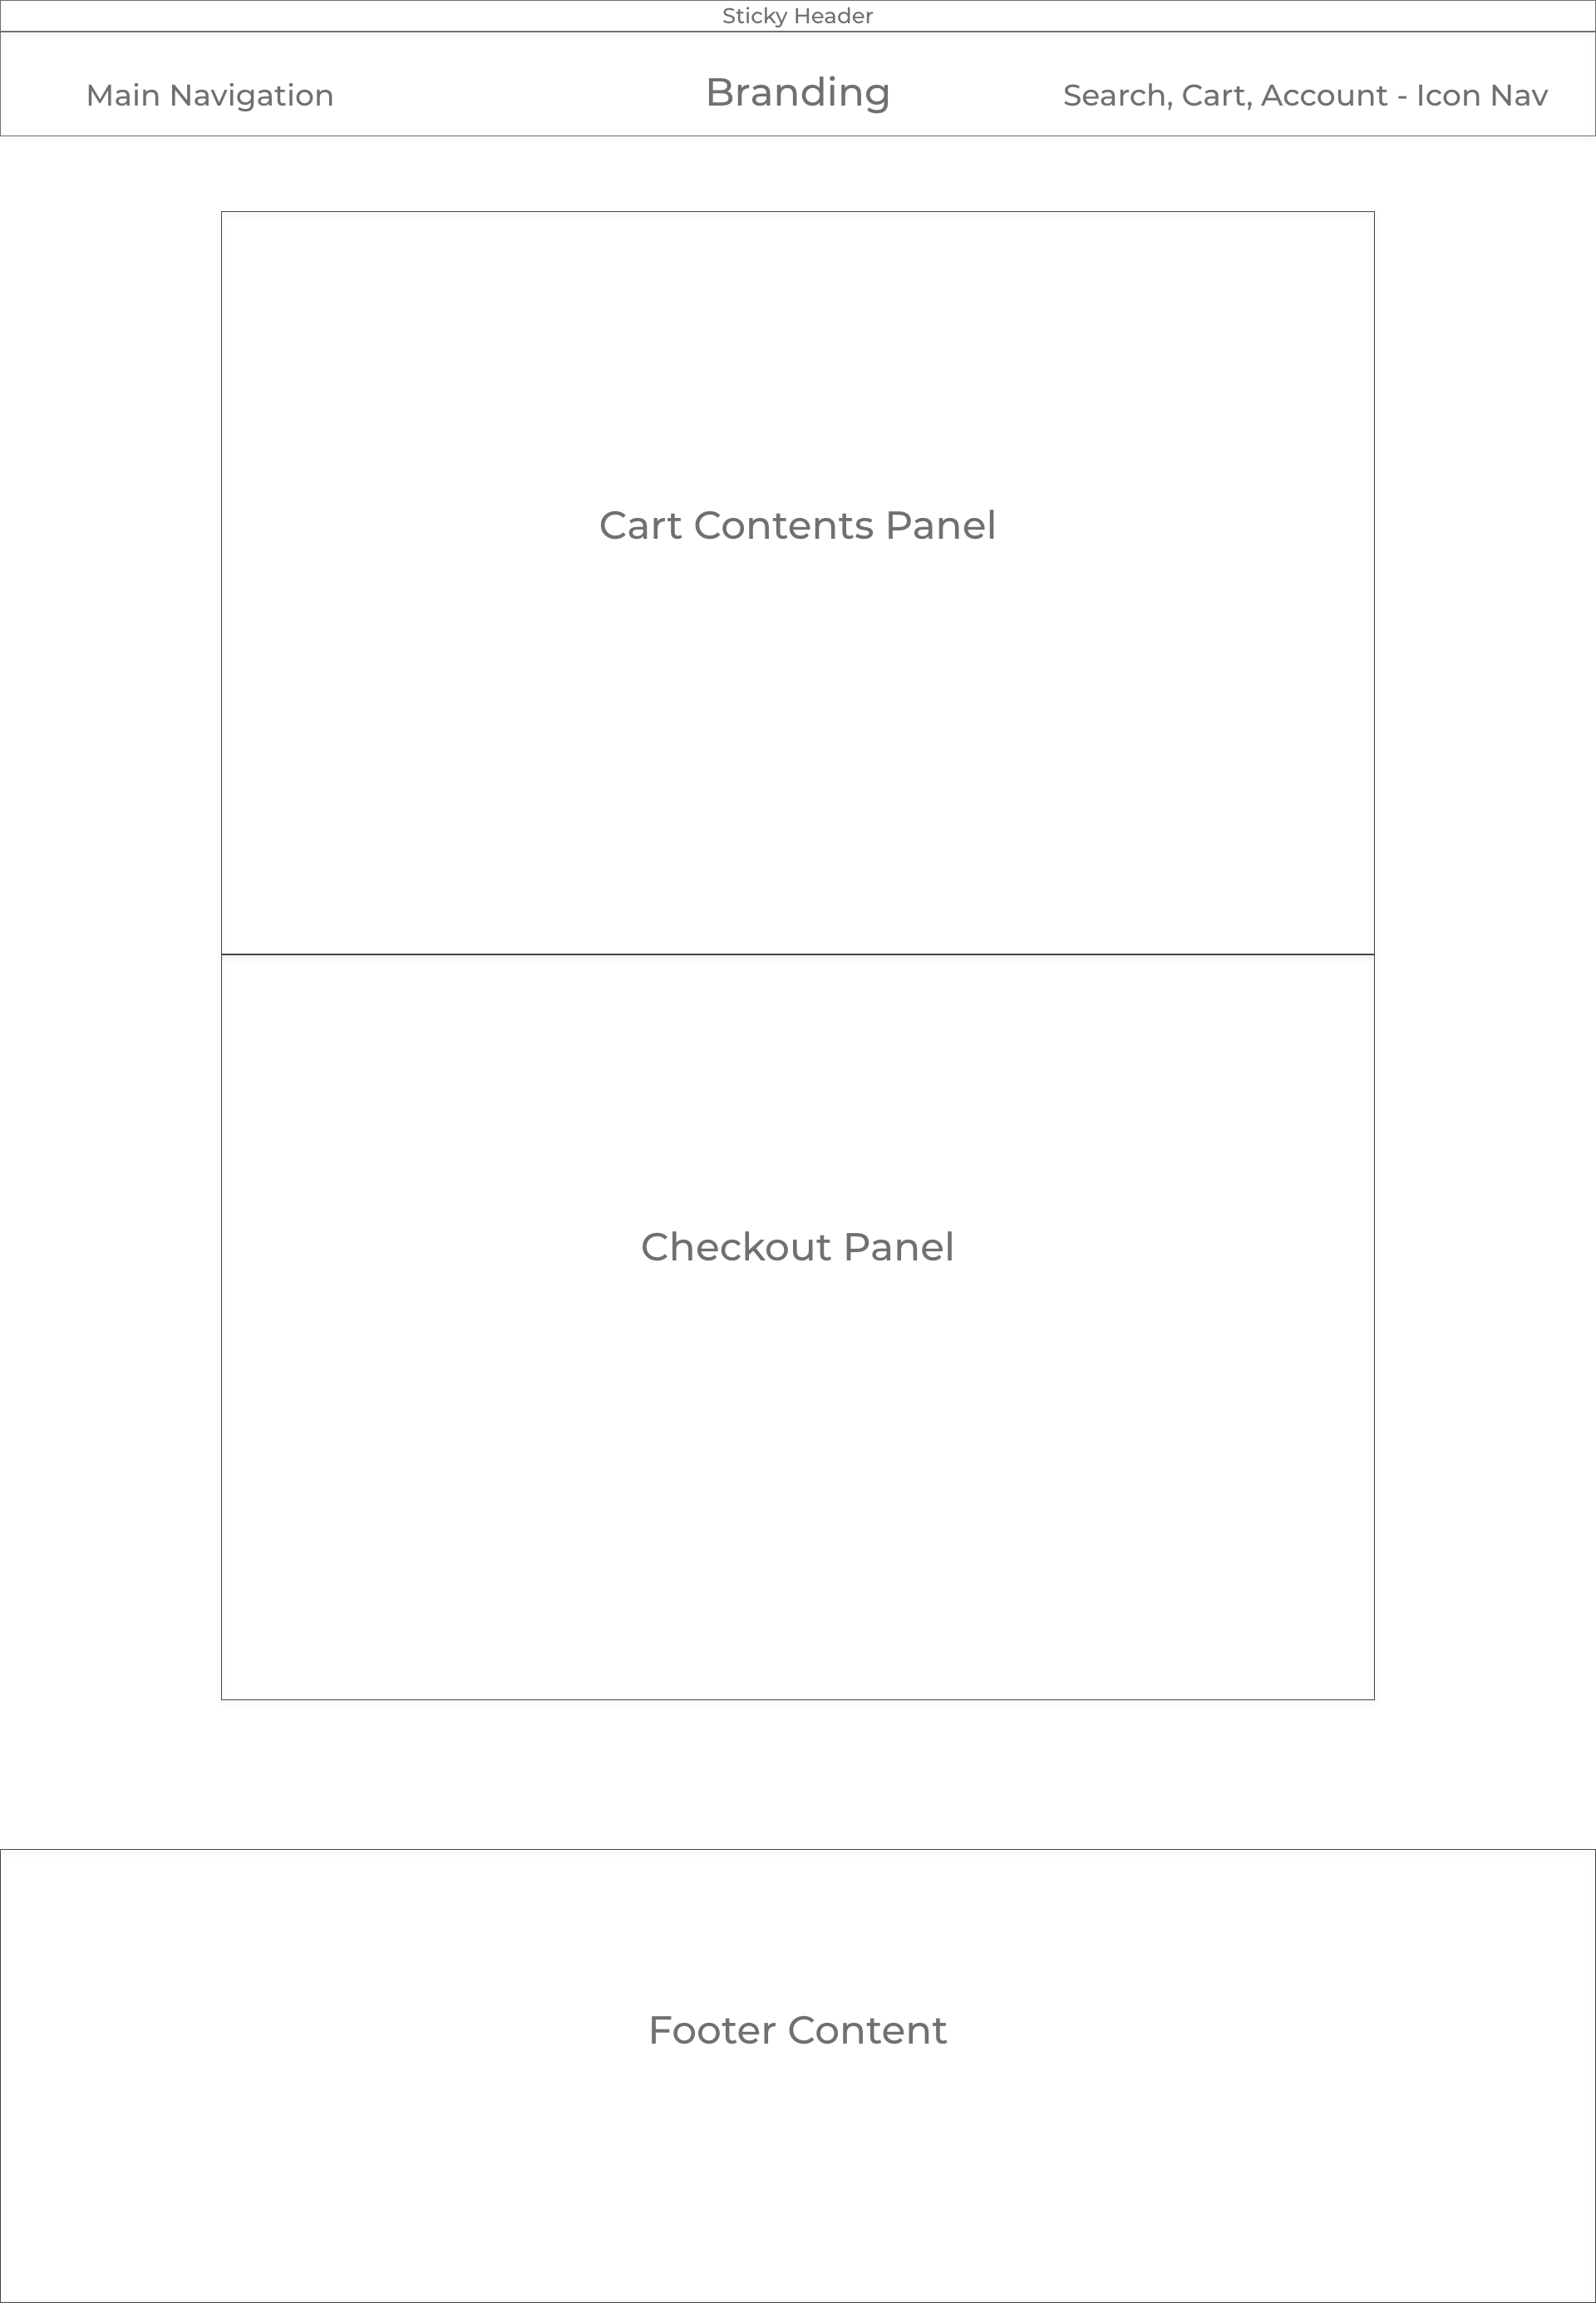 Sticky Header
Main Navigation
Branding
Search, Cart, Account - Icon Nav
Cart Contents Panel
Checkout Panel
Footer Content